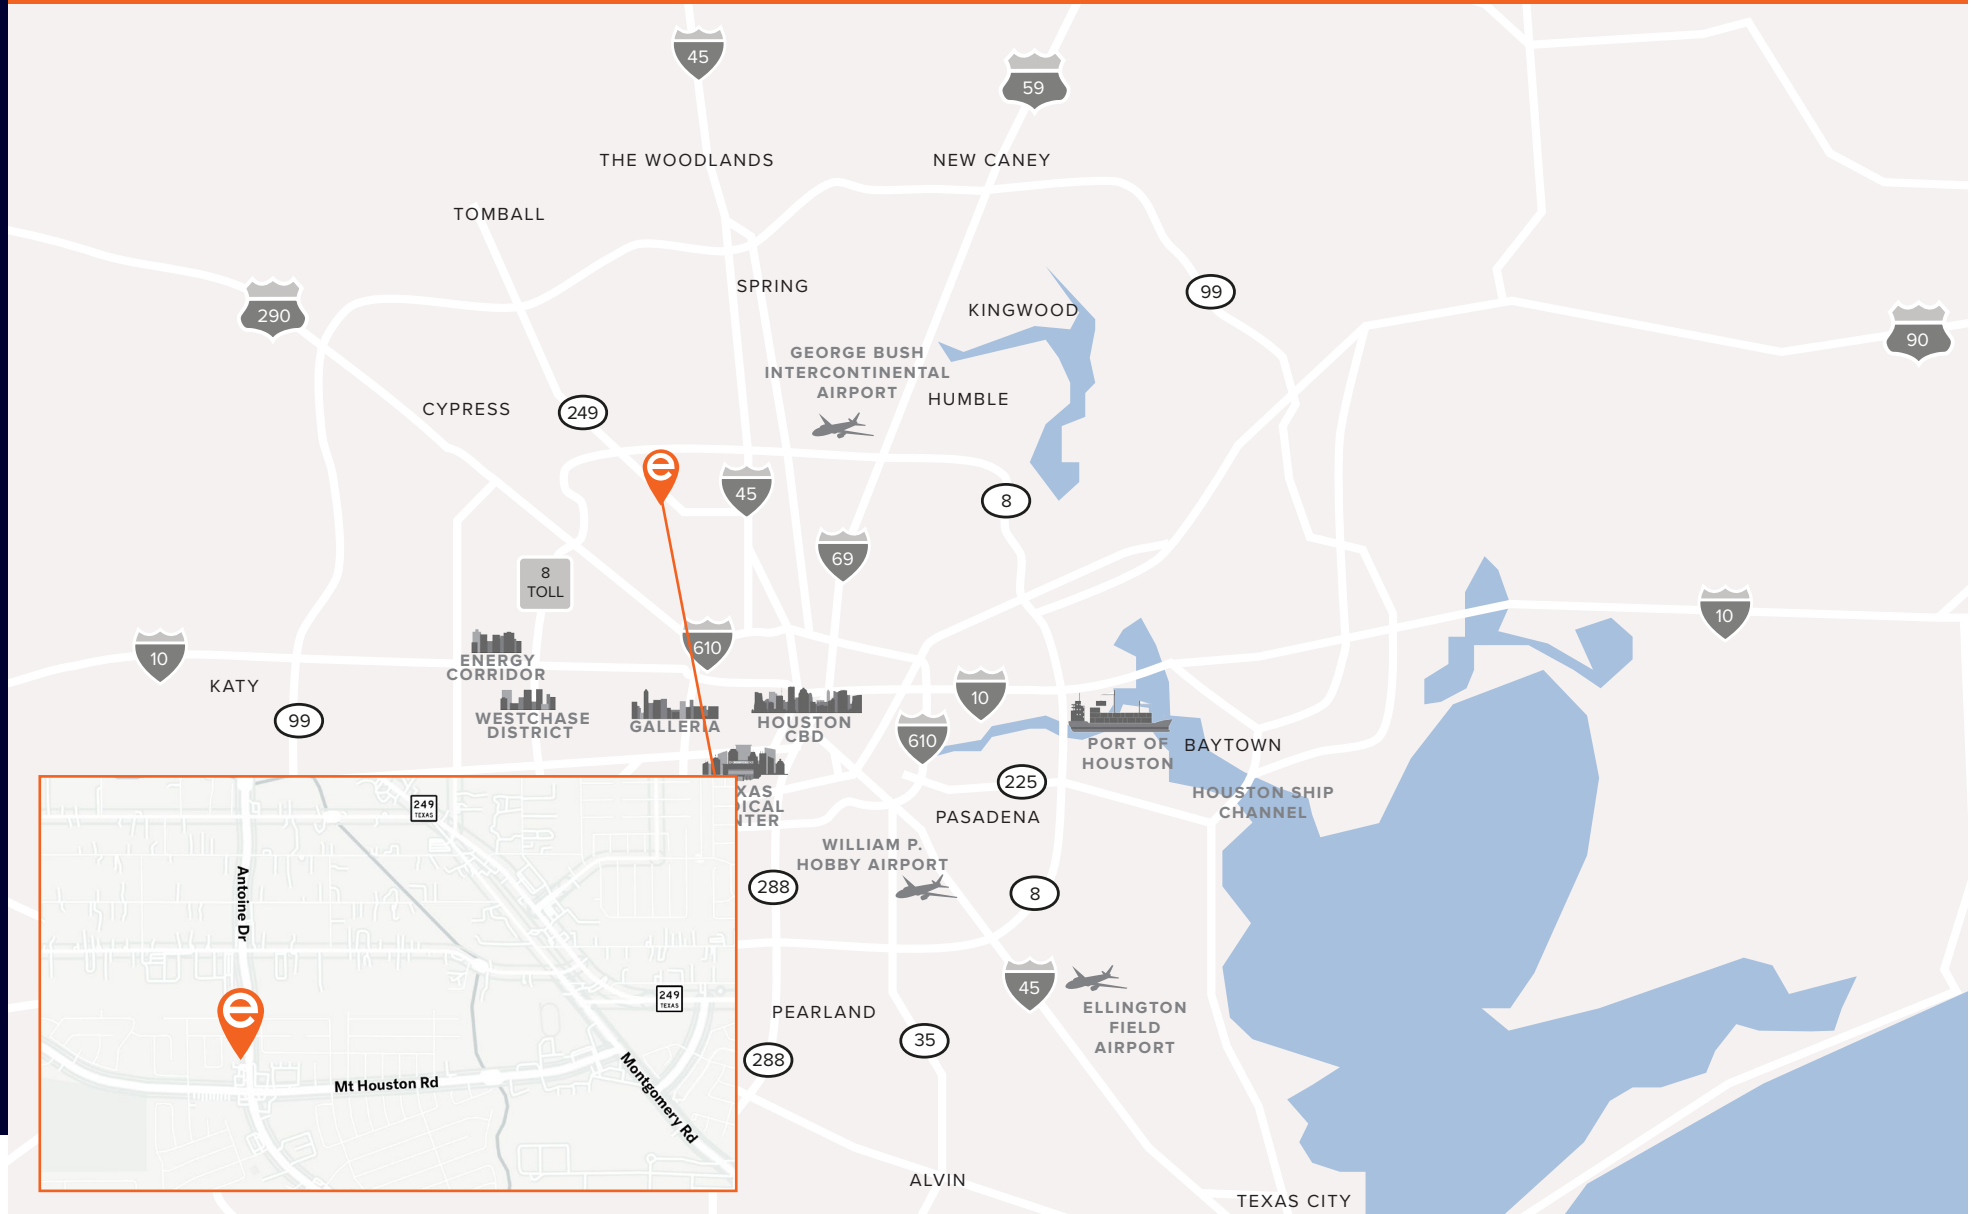 45
59
THE WOODLANDS
NEW CANEY
TOMBALL
SPRING
99
KINGWOOD
290
90
GEORGE BUSH
INTERCONTINENTAL
AIRPORT
HUMBLE
CYPRESS
249
e
45
8
69
8
TOLL
10
610
10
ENERGY
CORRIDOR
KATY
99
WESTCHASE
DISTRICT
GALLERIA
HOUSTON
CBD
10
610
PORT OF
HOUSTON
BAYTOWN
225
HOUSTON SHIP
CHANNEL
XAS
ICAL
TER
PASADENA
WILLIAM P.
HOBBY AIRPORT
288
8
45
ELLINGTON
FIELD
AIRPORT
PEARLAND
35
288
ALVIN
TEXAS CITY
249
TEXAS
Antoine Dr
249
TEXAS
e
Mt Houston Rd
Montgomery Rd